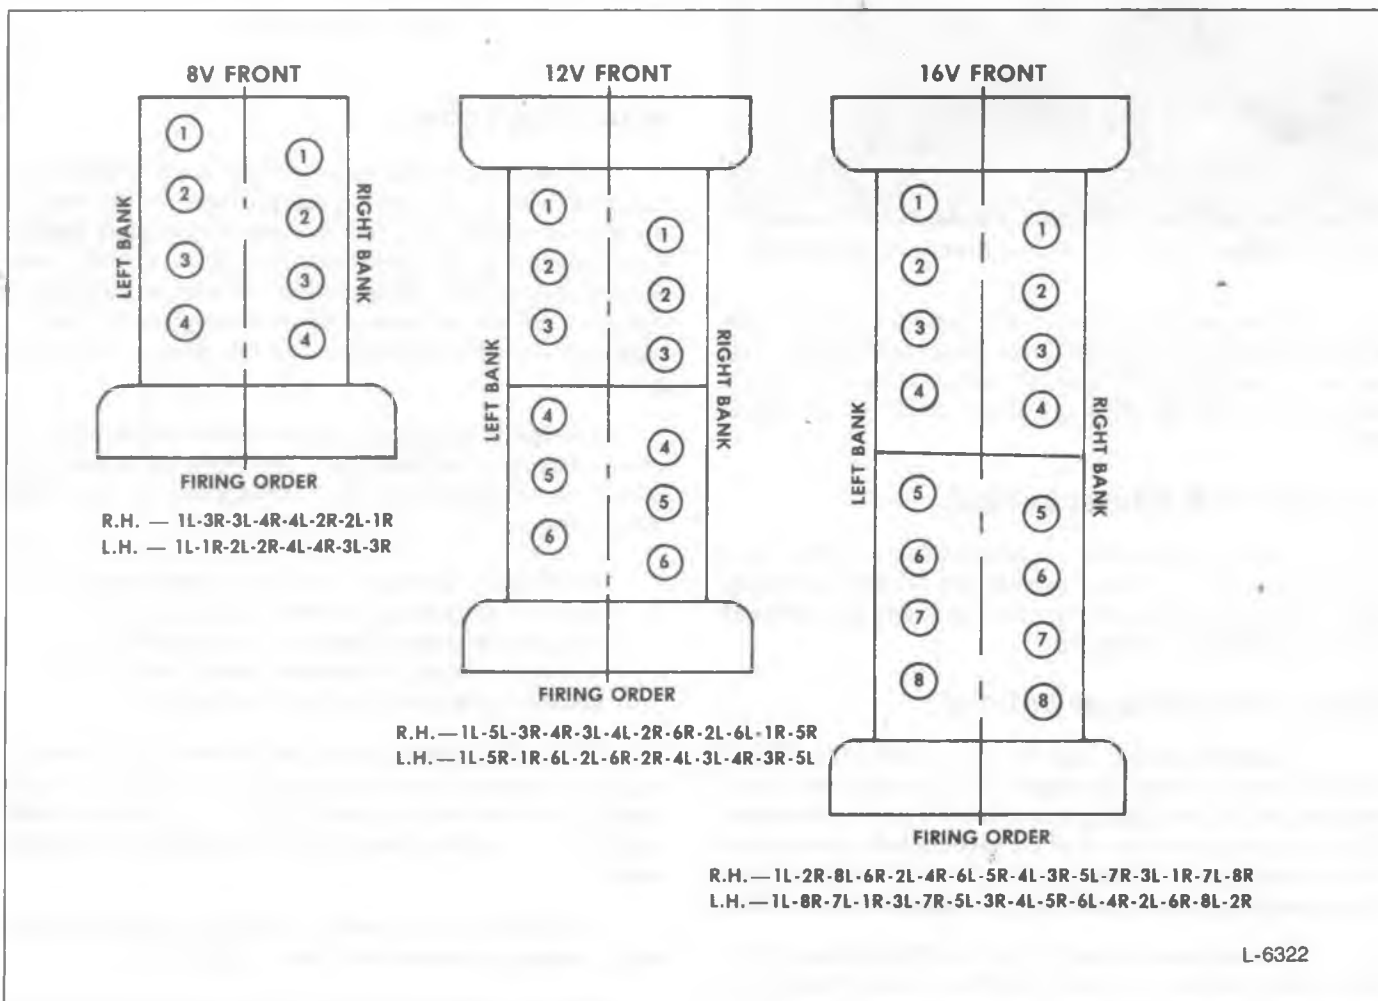 8V FRONT
1
2
3
4
1
2
3
4
LEFT BANK
RIGHT BANK
FIRING ORDER
R.H. — 1L-3R-3L-4R-4L-2R-2L-1R
L.H. — 1L-1R-2L-2R-4L-4R-3L-3R
12V FRONT
1
2
3
4
5
6
1
2
3
4
5
6
LEFT BANK
RIGHT BANK
FIRING ORDER
R.H.—1L-5L-3R-4R-3L-4L-2R-6R-2L-6L-1R-5R
L.H.—1L-5R-1R-6L-2L-6R-2R-4L-3L-4R-3R-5L
16V FRONT
1
2
3
4
5
6
7
8
1
2
3
4
5
6
7
8
LEFT BANK
RIGHT BANK
FIRING ORDER
R.H.—1L-2R-8L-6R-2L-4R-6L-5R-4L-3R-5L-7R-3L-1R-7L-8R
L.H.—1L-8R-7L-1R-3L-7R-5L-3R-4L-5R-6L-4R-2L-6R-8L-2R
L-6322